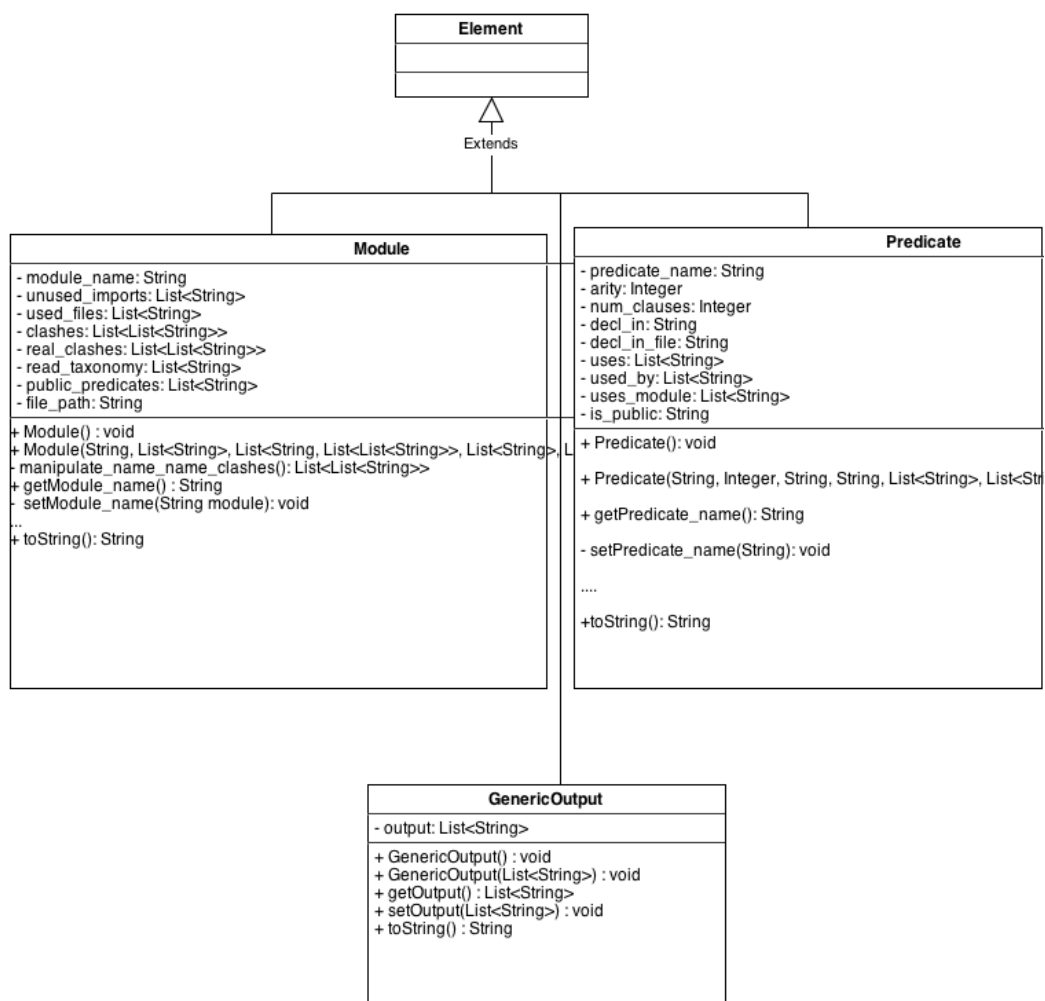 Element
Extends
Module
- module_name: String
- unused_imports: List<String>
- used_files: List<String>
- clashes: List<List<String>>
- real_clashes: List<List<String>>
- read_taxonomy: List<String>
- public_predicates: List<String>
- file_path: String
+ Module() : void
+ Module(String, List<String>, List<String, List<List<String>>, List<String>, L
- manipulate_name_name_clashes(): List<List<String>>
+ getModule_name() : String
- setModule_name(String module): void
...
+ toString(): String
Predicate
- predicate_name: String
- arity: Integer
- num_clauses: Integer
- decl_in: String
- decl_in_file: String
- uses: List<String>
- used_by: List<String>
- uses_module: List<String>
- is_public: String
+ Predicate(): void
+ Predicate(String, Integer, String, String, List<String>, List<Str
+ getPredicate_name(): String
- setPredicate_name(String): void
....
+toString(): String
GenericOutput
- output: List<String>
+ GenericOutput() : void
+ GenericOutput(List<String>) : void
+ getOutput() : List<String>
+ setOutput(List<String>) : void
+ toString() : String